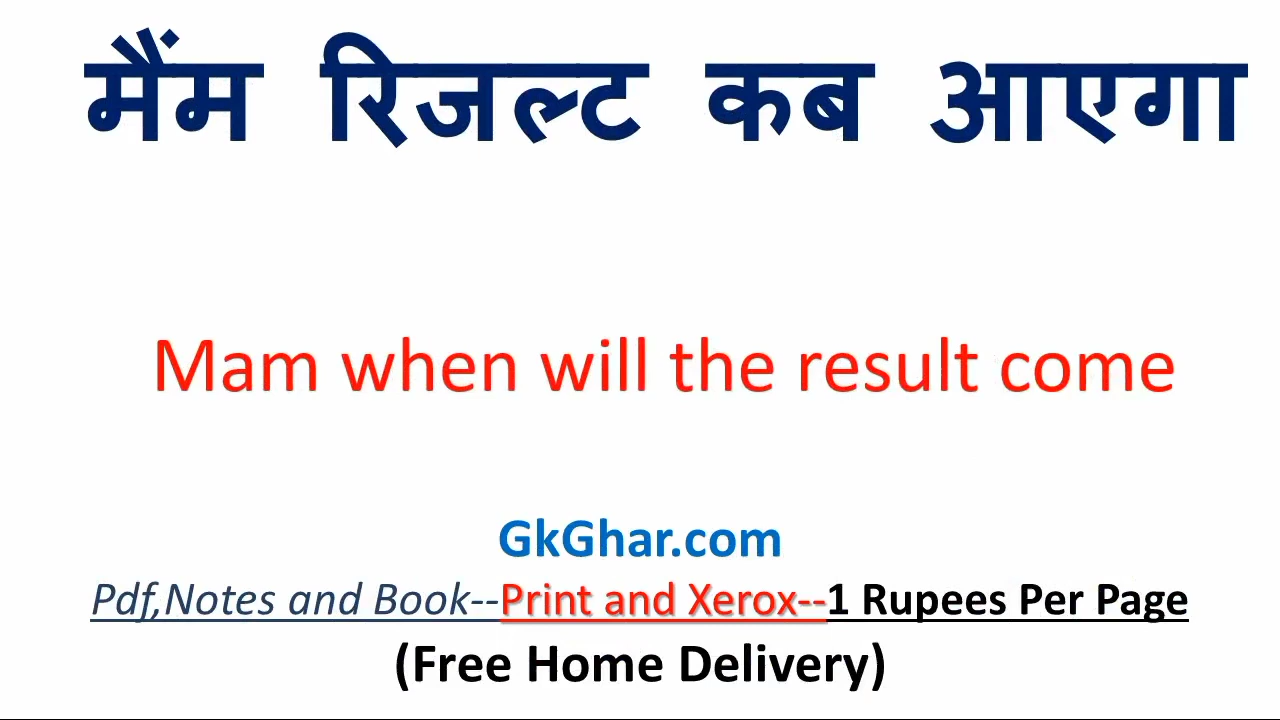 मैंम रिजल्ट कब आएगा
Mam when will the result come
GkGhar.com
Pdf,Notes and Book--Print and Xerox--1 Rupees Per Page
(Free Home Delivery)